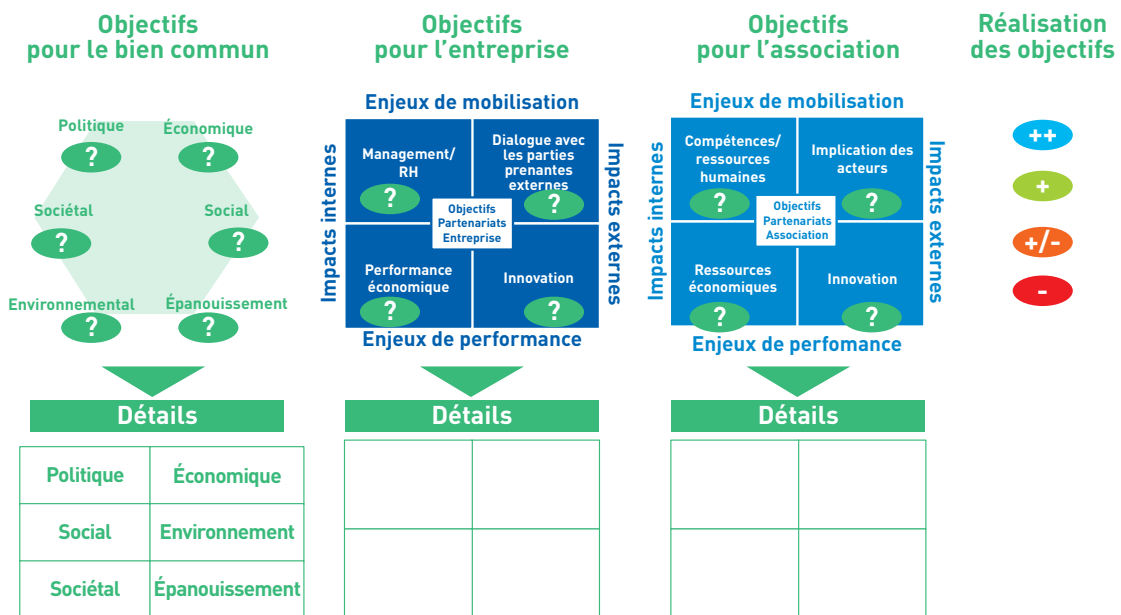 Objectifs
pour le bien commun
Politique
Économique
?
?
Sociétal
Social
?
?
Environnemental
Épanouissement
?
?
Détails
Politique
Économique
Social
Environnement
Sociétal
Épanouissement
Objectifs
pour l'entreprise
Enjeux de mobilisation
Impacts internes
Management/
RH
?
Dialogue avec
les parties
prenantes
externes
?
Objectifs
Partenariats
Entreprise
Performance
économique
?
Innovation
?
Impacts externes
Enjeux de performance
Détails
Objectifs
pour l'association
Enjeux de mobilisation
Impacts internes
Compétences/
ressources
humaines
?
Implication des
acteurs
?
Objectifs
Partenariats
Association
Ressources
économiques
?
Innovation
?
Impacts externes
Enjeux de perfomance
Détails
Réalisation
des objectifs
++
+
+/-
-